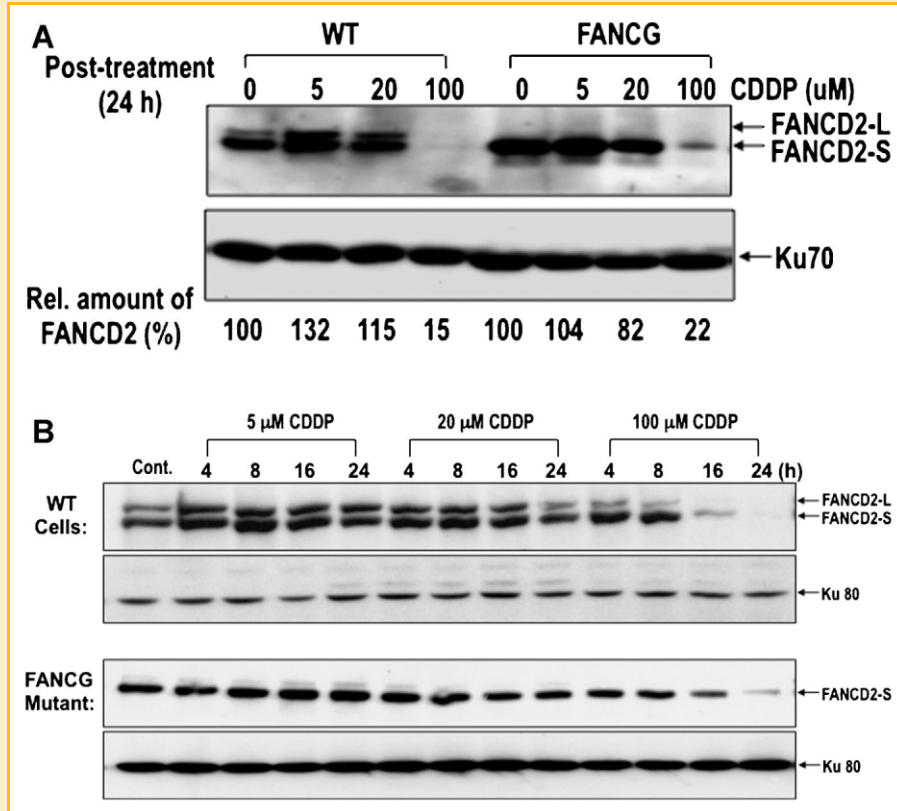 A
WT FANCG
Post-treatment (24 h)
0 5 20 100 0 5 20 100 CDDP (uM)
FANCD2-L
FANCD2-S
Ku70
Rel. amount of FANCD2 (%)
100 132 115 15 100 104 82 22
B
5 µM CDDP 20 µM CDDP 100 µM CDDP
Cont. 4 8 16 24 4 8 16 24 4 8 16 24 (h)
WT Cells:
FANCD2-L
FANCD2-S
Ku 80
FANCG Mutant:
FANCD2-S
Ku 80